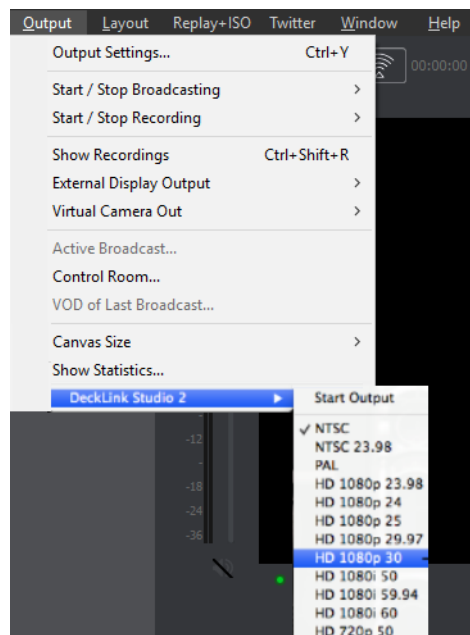 Output Layout Replay+ISO Twitter Window Help
Output Settings... Ctrl+Y
00:00:00
Start / Stop Broadcasting
Start / Stop Recording
Show Recordings Ctrl+Shift+R
External Display Output
Virtual Camera Out
Active Broadcast...
Control Room...
VOD of Last Broadcast...
Canvas Size
Show Statistics...
DeckLink Studio 2
Start Output
✓ NTSC
NTSC 23.98
PAL
HD 1080p 23.98
HD 1080p 24
HD 1080p 25
HD 1080p 29.97
HD 1080p 30
HD 1080i 50
HD 1080i 59.94
HD 1080i 60
HD 720p 50
-12
-18
-24
-36